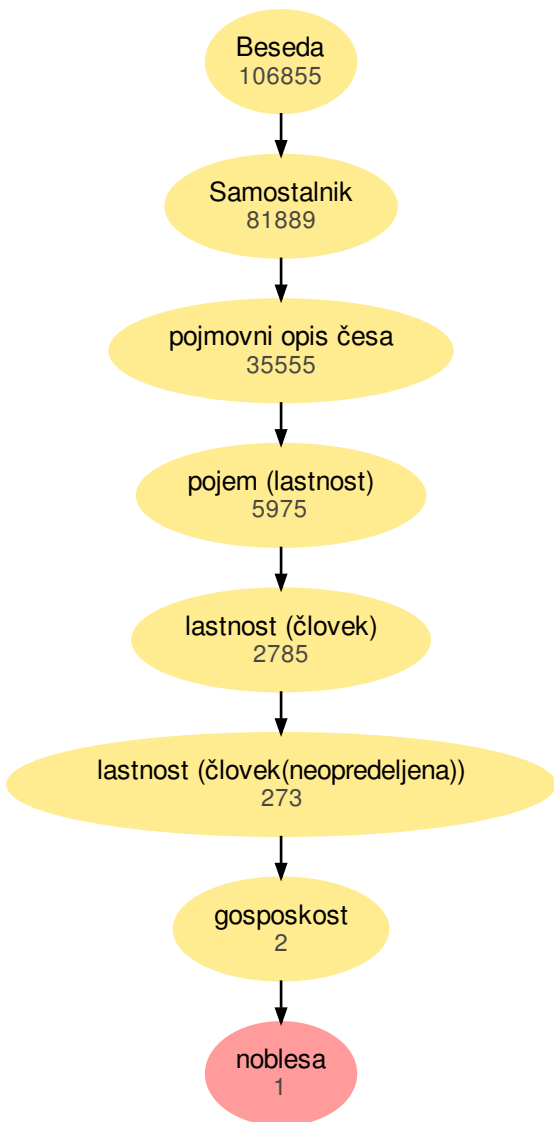 Beseda
106855
Samostalnik
81889
pojmovni opis česa
35555
pojem (lastnost)
5975
lastnost (človek)
2785
lastnost (človek(neopredeljena))
273
gosposkost
2
noblesa
1